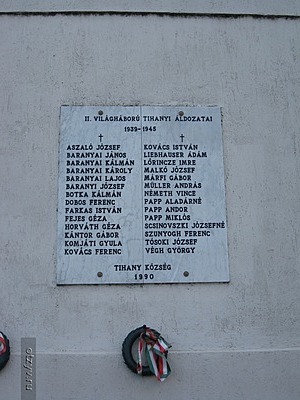 II. VILÁGHÁBORÚ TIHANYI ÁLDOZATAI
1939-1945
ASZALÓ JÓZSEF
BARANYAI JÁNOS
BARANYAI KÁLMÁN
BARANYAI KÁROLY
BARANYAI LAJOS
BARANYI JÓZSEF
BOTKA KÁLMÁN
DOBOS FERENC
FARKAS ISTVÁN
FEJES GÉZA
HORVÁTH GÉZA
KÁNTOR GÁBOR
KOMJÁTI GYULA
KOVÁCS FERENC
KOVÁCS ISTVÁN
LIEBHAUSER ÁDÁM
LŐRINCZE IMRE
MALKÓ JÓZSEF
MÁRFI GÁBOR
MÜLLER ANDRÁS
NÉMETH VINCE
PAPP ALADÁRNÉ
PAPP ANDOR
PAPP MIKLÓS
SCSINOVSZKI JÓZSEFNÉ
SZUNYOGH FERENC
TÓSOKI JÓZSEF
VÉGH GYÖRGY
TIHANY KÖZSÉG
1990